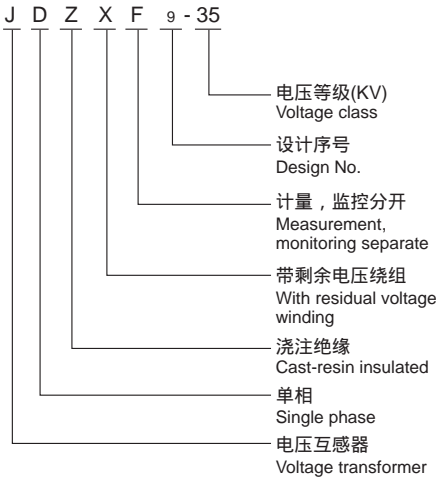 J D Z X F 9 - 35
电压等级(KV)
Voltage class
设计序号
Design No.
计量，监控分开
Measurement,
monitoring separate
带剩余电压绕组
With residual voltage
winding
浇注绝缘
Cast-resin insulated
单相
Single phase
电压互感器
Voltage transformer